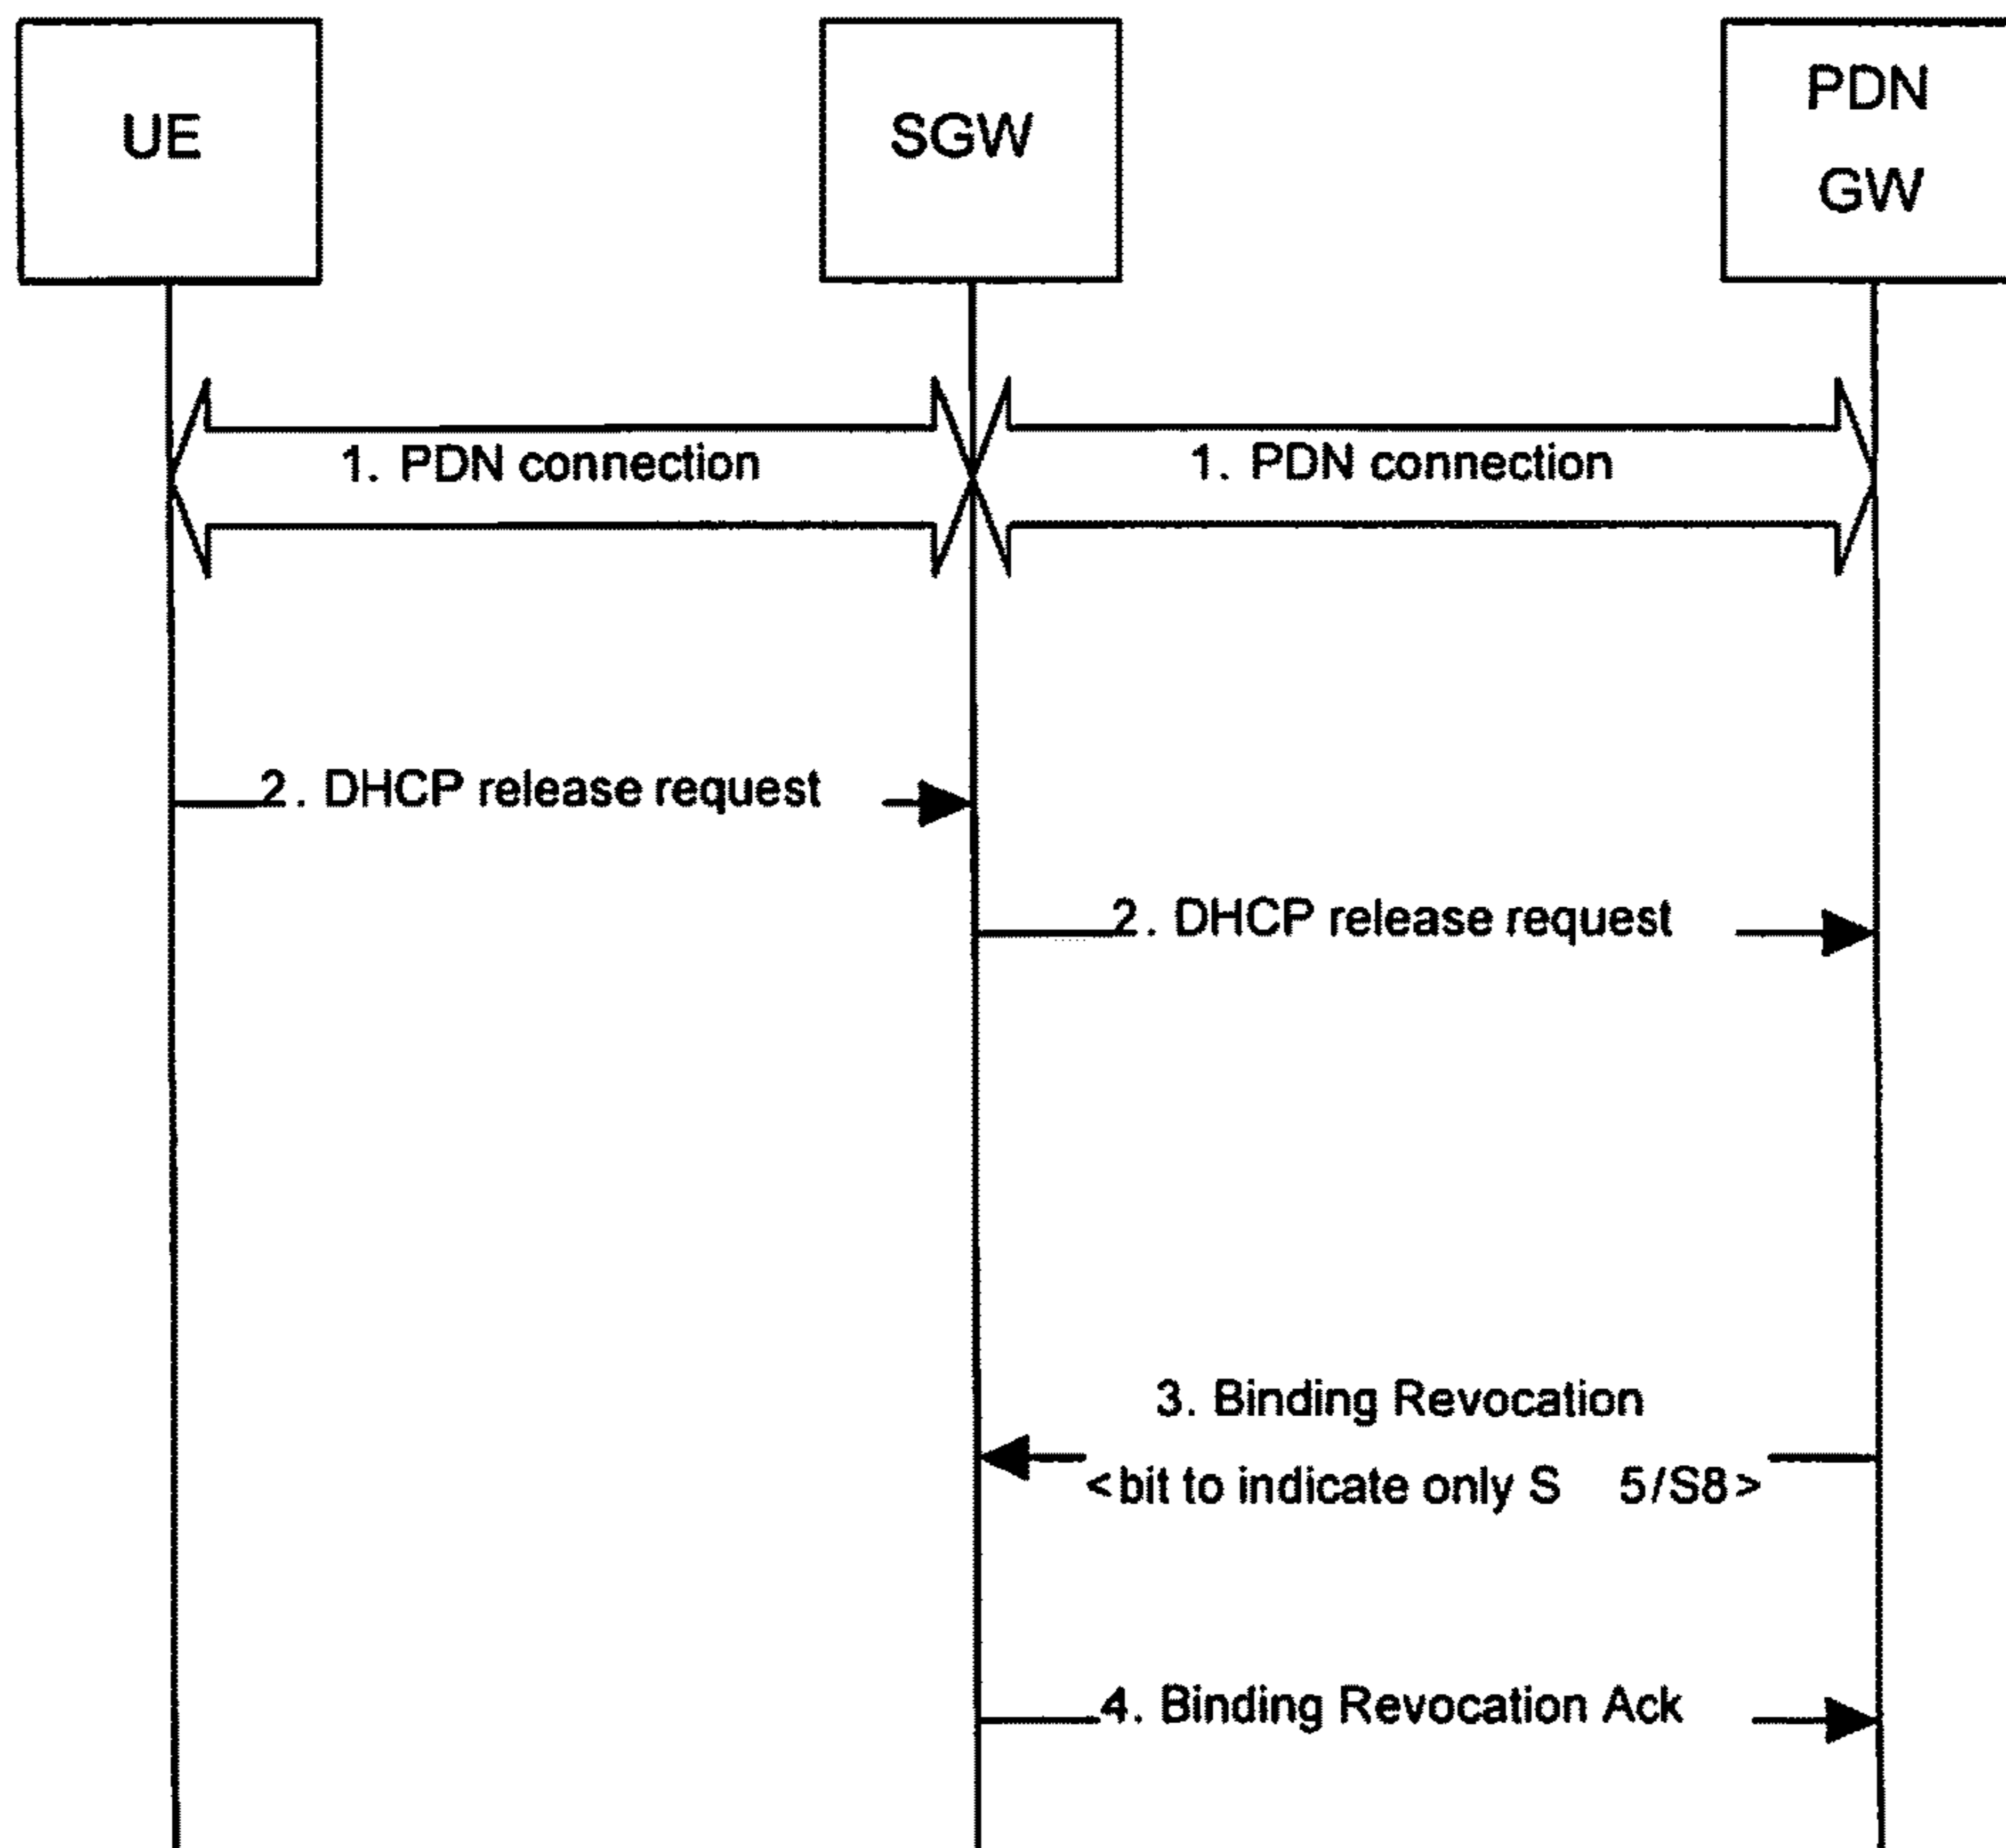 UE
SGW
PDN
GW
1. PDN connection
1. PDN connection
2. DHCP release request
2. DHCP release request
3. Binding Revocation
<bit to indicate only S 5/S8>
4. Binding Revocation Ack